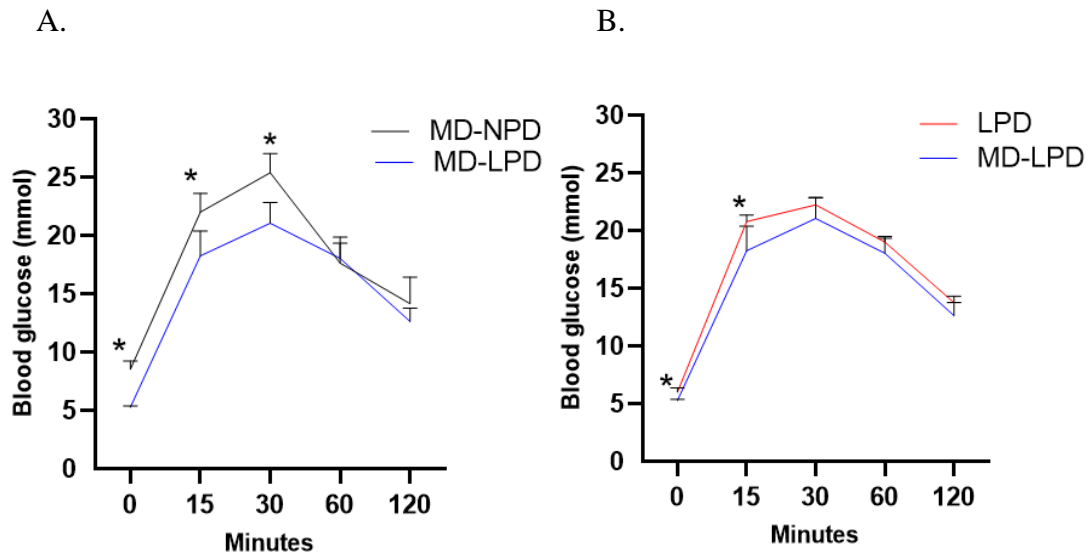 A.
B.
30
25
20
15
10
5
0
Blood glucose (mmol)
MD-NPD
MD-LPD
*
*
*
0 15 30 60 120
Minutes
30
25
20
15
10
5
0
Blood glucose (mmol)
LPD
MD-LPD
*
*
0 15 30 60 120
Minutes